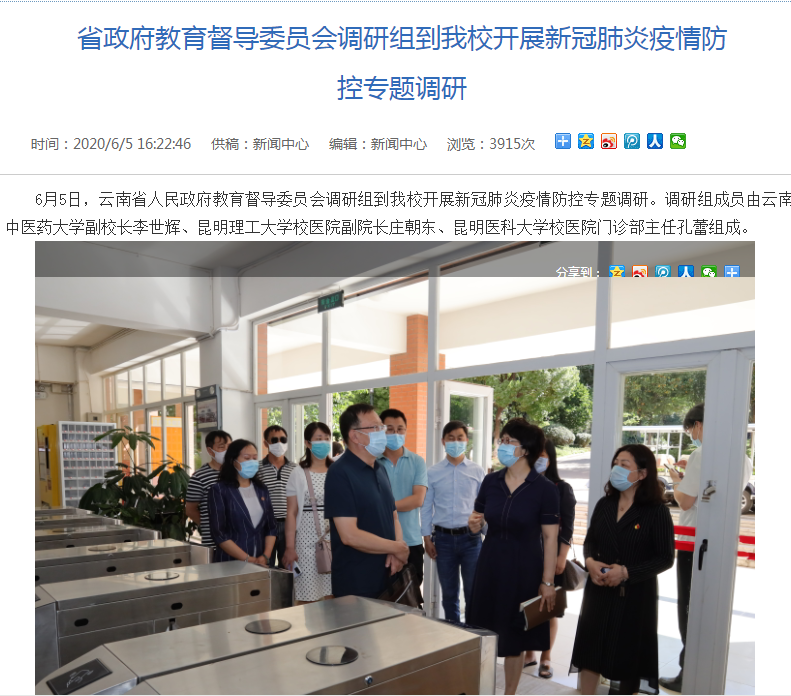 省政府教育督导委员会调研组到我校开展新冠肺炎疫情防
控专题调研
时间：2020/6/5 16:22:46 供稿：新闻中心 编辑：新闻中心 浏览：3915次
6月5日，云南省人民政府教育督导委员会调研组到我校开展新冠肺炎疫情防控专题调研。调研组成员由云南
中医药大学副校长李世辉、昆明理工大学校医院副院长庄朝东、昆明医科大学校医院门诊部主任孔蕾组成。
分享到：